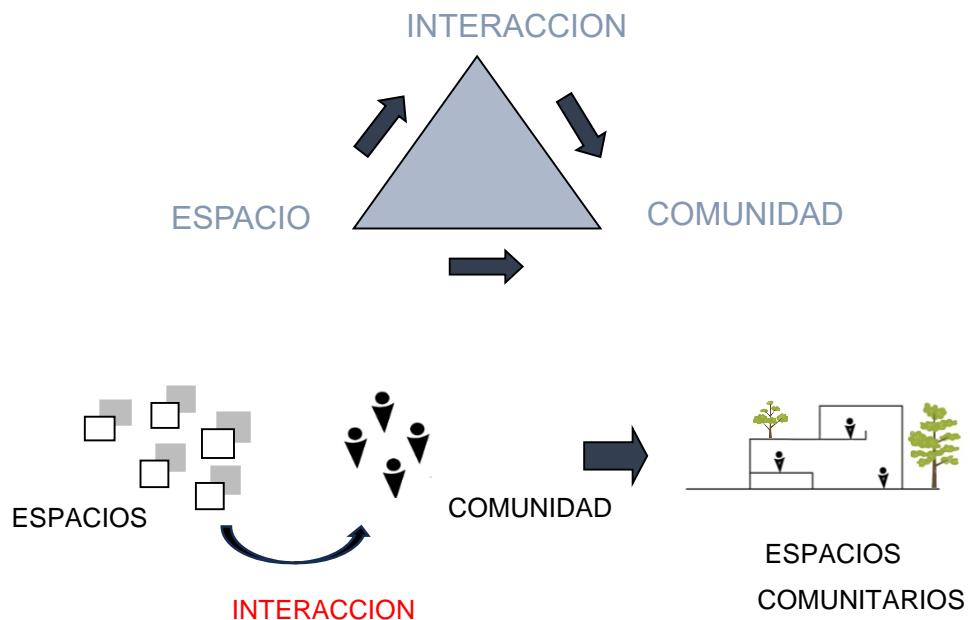 INTERACCION
ESPACIO
COMUNIDAD
ESPACIOS
COMUNIDAD
INTERACCION
ESPACIOS
COMUNITARIOS